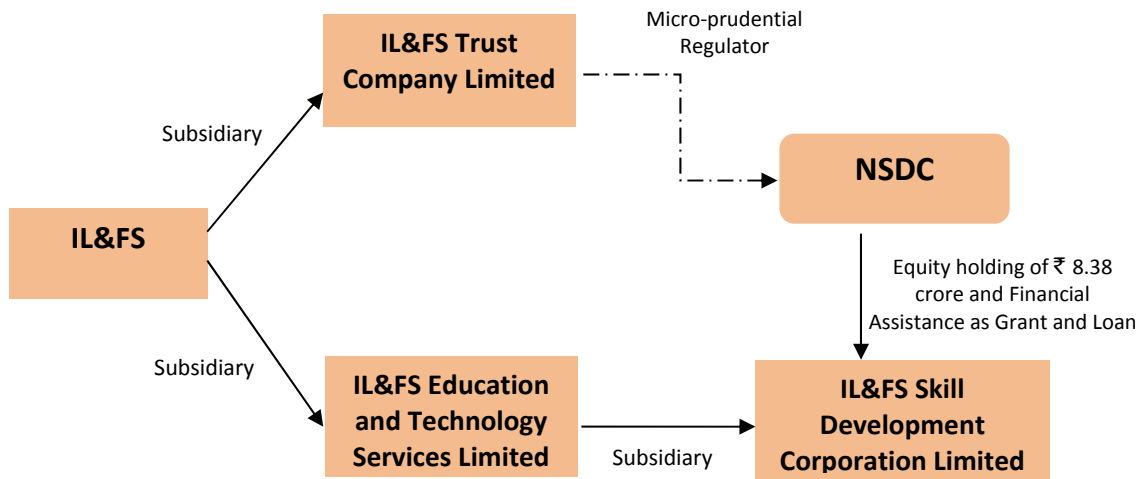 Micro-prudential
Regulator
IL&FS Trust
Company Limited
Subsidiary
NSDC
IL&FS
Equity holding of ₹ 8.38
crore and Financial
Assistance as Grant and Loan
Subsidiary
IL&FS Education
and Technology
Services Limited
Subsidiary
IL&FS Skill
Development
Corporation Limited